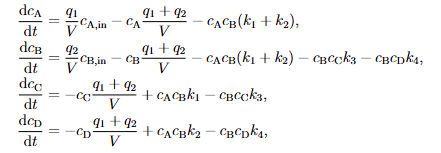 dc_A/dt = q_1/V c_{A,in} − c_A (q_1 + q_2)/V − c_A c_B (k_1 + k_2),
dc_B/dt = q_2/V c_{B,in} − c_B (q_1 + q_2)/V − c_A c_B (k_1 + k_2) − c_B c_C k_3 − c_B c_D k_4,
dc_C/dt = −c_C (q_1 + q_2)/V + c_A c_B k_1 − c_B c_C k_3,
dc_D/dt = −c_D (q_1 + q_2)/V + c_A c_B k_2 − c_B c_D k_4,